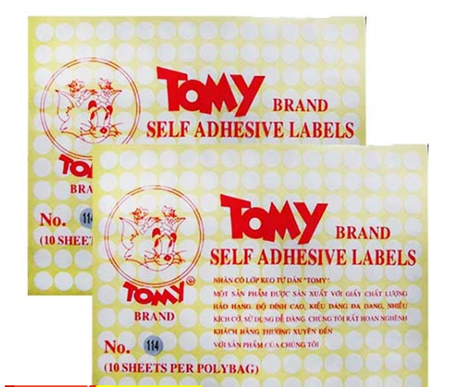 TOMY BRAND
SELF ADHESIVE LABELS
TOMY
BRA
No. 114
(10 SHEET
TOMY BRAND
SELF ADHESIVE LABELS
NHÃN CÓ LỚP KEO TỰ DÁN "TOMY"
MỘT SẢN PHẨM ĐƯỢC SẢN XUẤT VỚI GIẤY CHẤT LƯỢNG
HẢO HẠNG. ĐỘ DÍNH CAO, KIỂU DÁNG ĐA DẠNG, NHIỀU
KÍCH CỠ, SỬ DỤNG DỄ DÀNG. CHÚNG TÔI RẤT HOAN NGHÊNH
KHÁCH HÀNG THƯỜNG XUYÊN ĐẾN
VỚI SẢN PHẨM CỦA CHÚNG TÔI
TOMY®
BRAND
No. 114
(10 SHEETS PER POLYBAG)